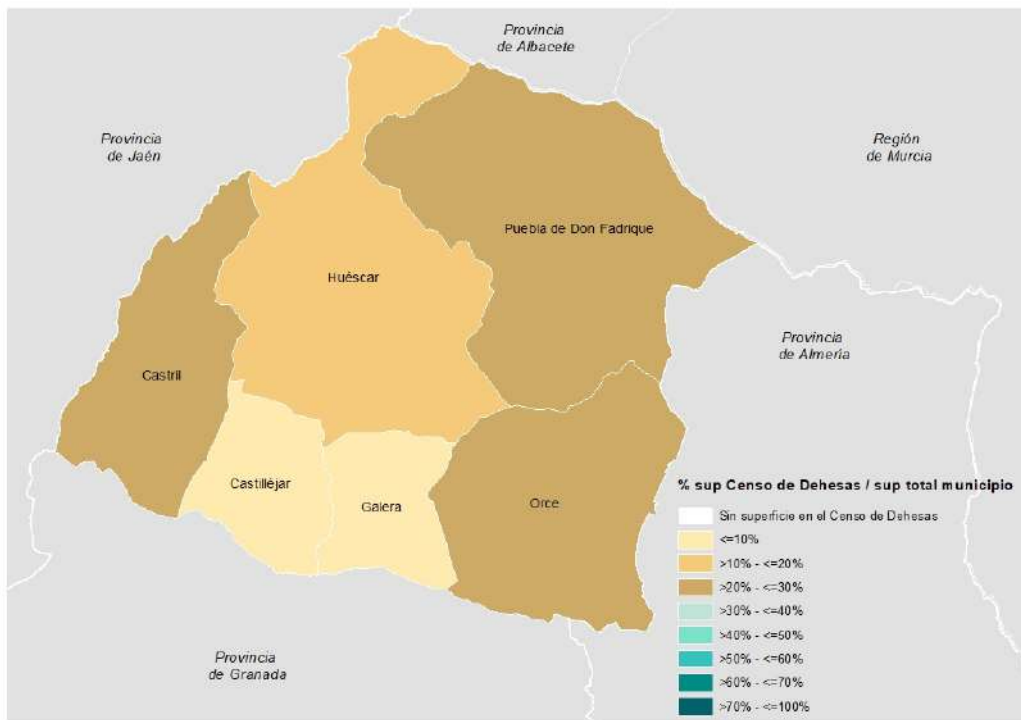 Provincia
de Albacete
Provincia
de Jaén
Región
de Murcia
Puebla de Don Fadrique
Huéscar
Provincia
de Almería
Castril
Castilléjar
Galera
Orce
% sup Censo de Dehesas / sup total municipio
Sin superficie en el Censo de Dehesas
<=10%
>10% - <=20%
>20% - <=30%
>30% - <=40%
>40% - <=50%
>50% - <=60%
>60% - <=70%
>70% - <=100%
Provincia
de Granada